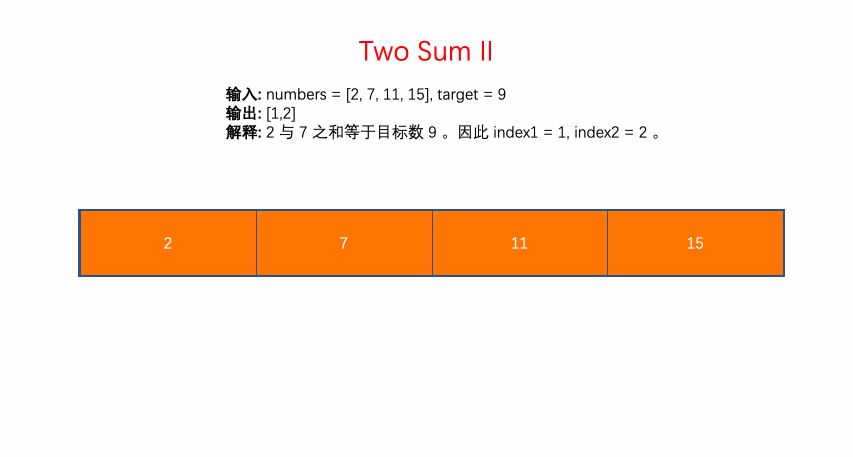 Two Sum II
输入: numbers = [2, 7, 11, 15], target = 9
输出: [1,2]
解释: 2 与 7 之和等于目标数 9 。因此 index1 = 1, index2 = 2 。
2 7 11 15